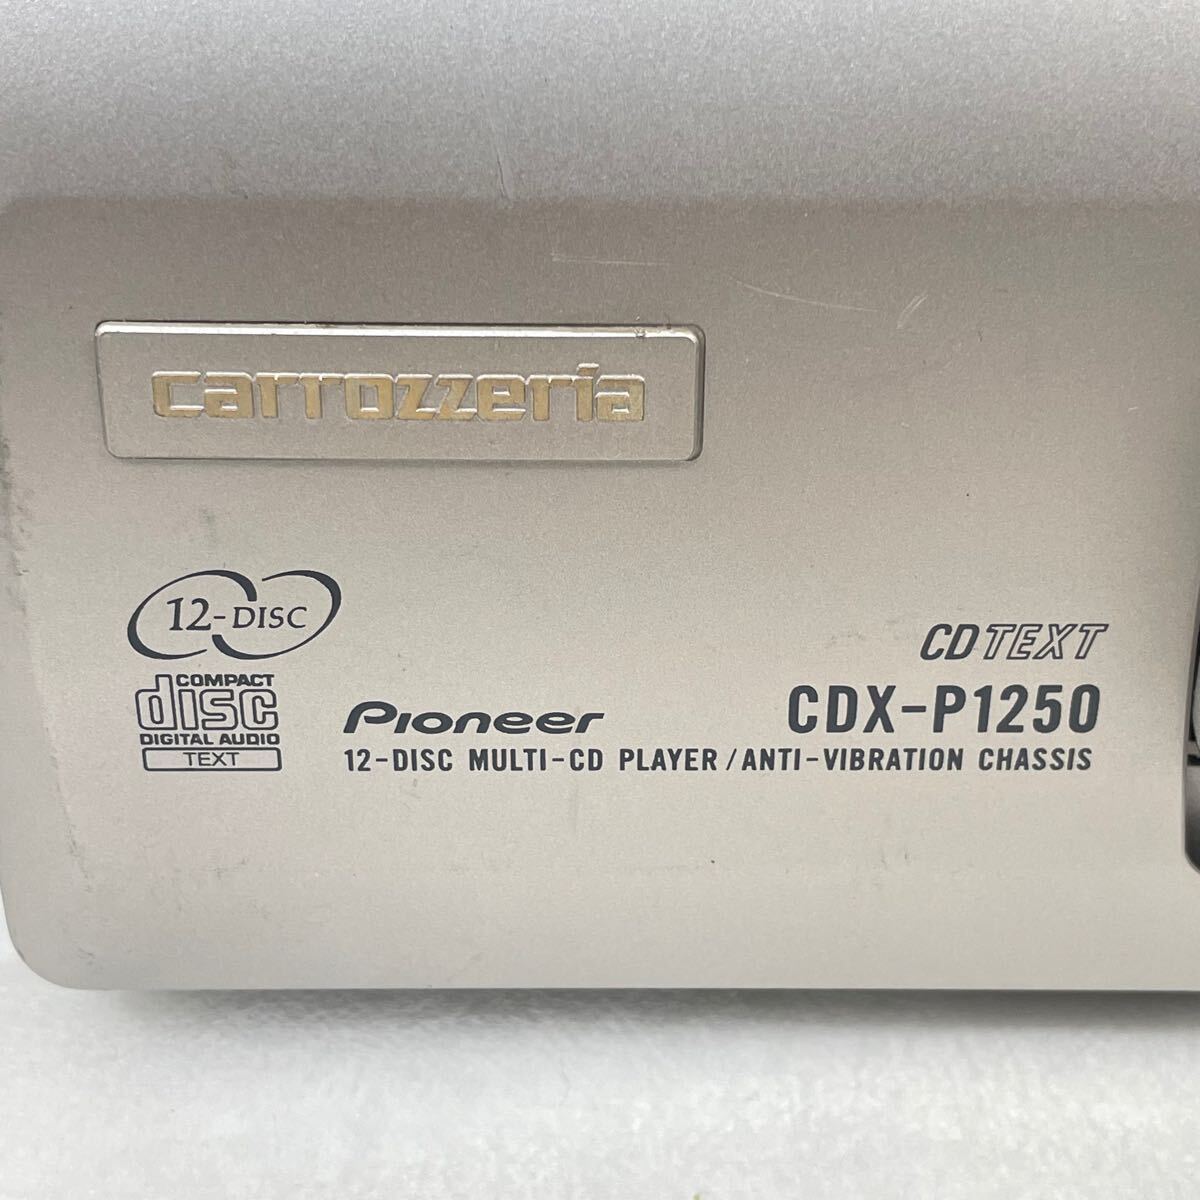 carrozzeria
12-DISC
COMPACT
disc
DIGITAL AUDIO
TEXT
CD TEXT
Pioneer CDX-P1250
12-DISC MULTI-CD PLAYER/ANTI-VIBRATION CHASSIS